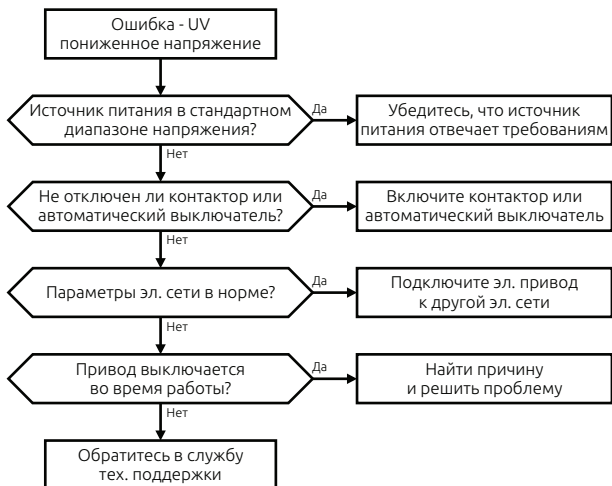 Ошибка - UV
пониженное напряжение
Источник питания в стандартном
диапазоне напряжения?
Да
Убедитесь, что источник
питания отвечает требованиям
Нет
Не отключен ли контактор или
автоматический выключатель?
Да
Включите контактор или
автоматический выключатель
Нет
Параметры эл. сети в норме?
Да
Подключите эл. привод
к другой эл. сети
Нет
Привод выключается
во время работы?
Да
Найти причину
и решить проблему
Нет
Обратитесь в службу
тех. поддержки